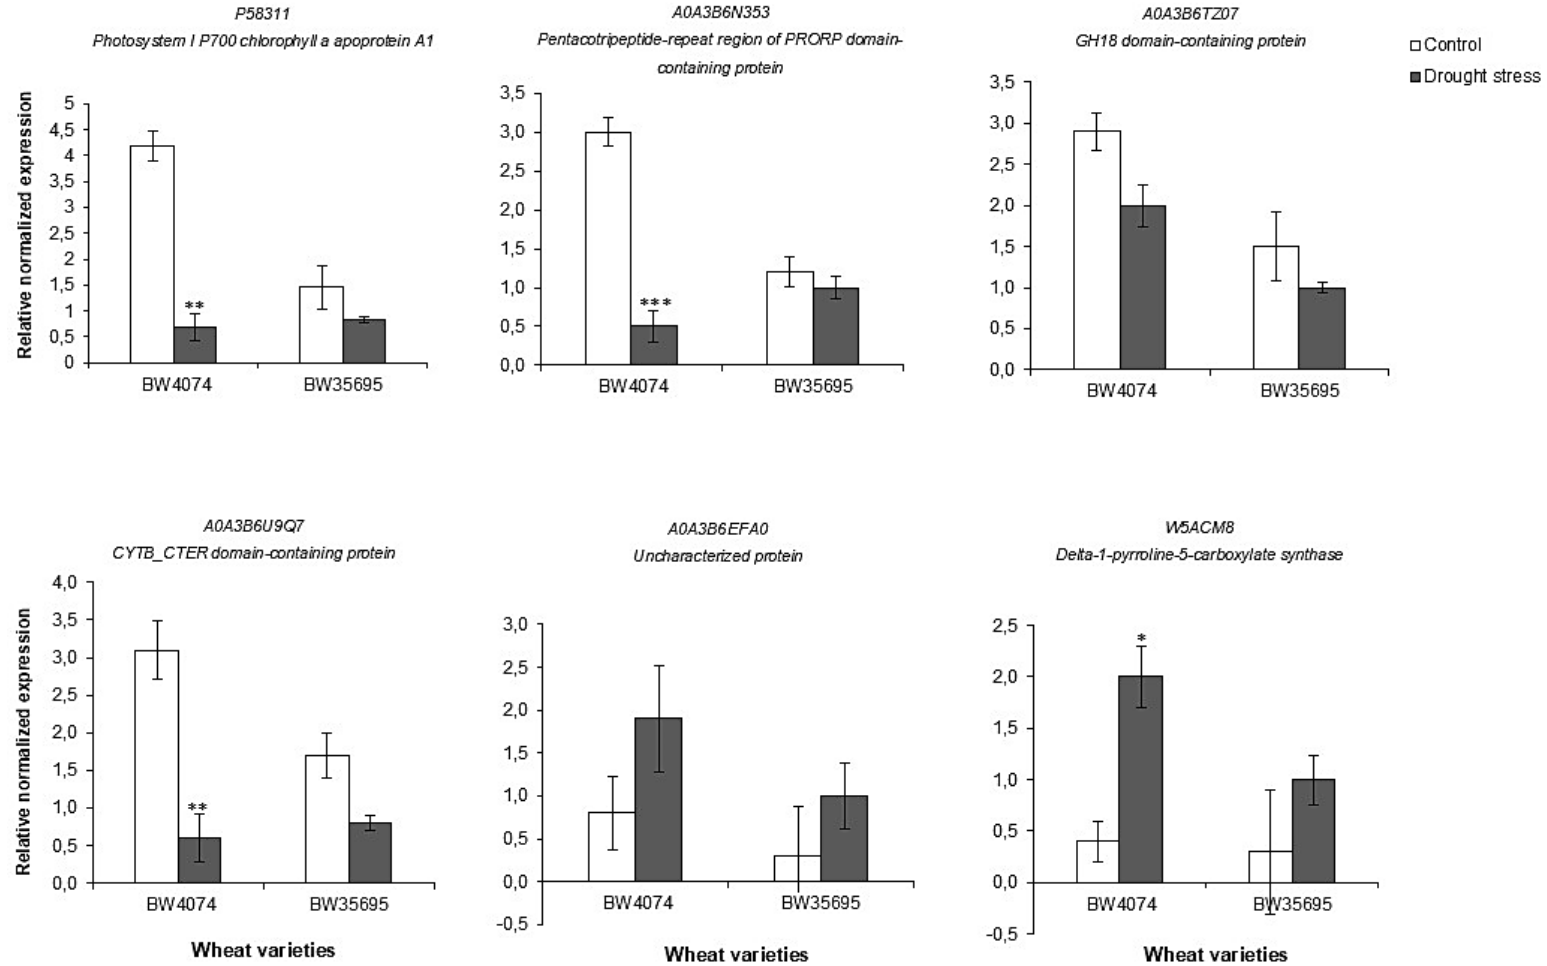 P58311
Photosystem I P700 chlorophyll a apoprotein A1
Relative normalized expression
5
4,5
4
3,5
3
2,5
2
1,5
1
0,5
0
**
BW4074 BW35695
A0A3B6N353
Pentacotripeptide-repeat region of PRORP domain-
containing protein
3,5
3,0
2,5
2,0
1,5
1,0
0,5
0,0
***
BW4074 BW35695
A0A3B6TZ07
GH18 domain-containing protein
3,5
3,0
2,5
2,0
1,5
1,0
0,5
0,0
BW4074 BW35695
Control
Drought stress
A0A3B6U9Q7
CYTB_CTER domain-containing protein
Relative normalized expression
4,0
3,5
3,0
2,5
2,0
1,5
1,0
0,5
0,0
**
BW4074 BW35695
Wheat varieties
A0A3B6EFA0
Uncharacterized protein
3,0
2,5
2,0
1,5
1,0
0,5
0,0
-0,5
BW4074 BW35695
Wheat varieties
W5ACM8
Delta-1-pyrroline-5-carboxylate synthase
2,5
2,0
1,5
1,0
0,5
0,0
-0,5
*
BW4074 BW35695
Wheat varieties